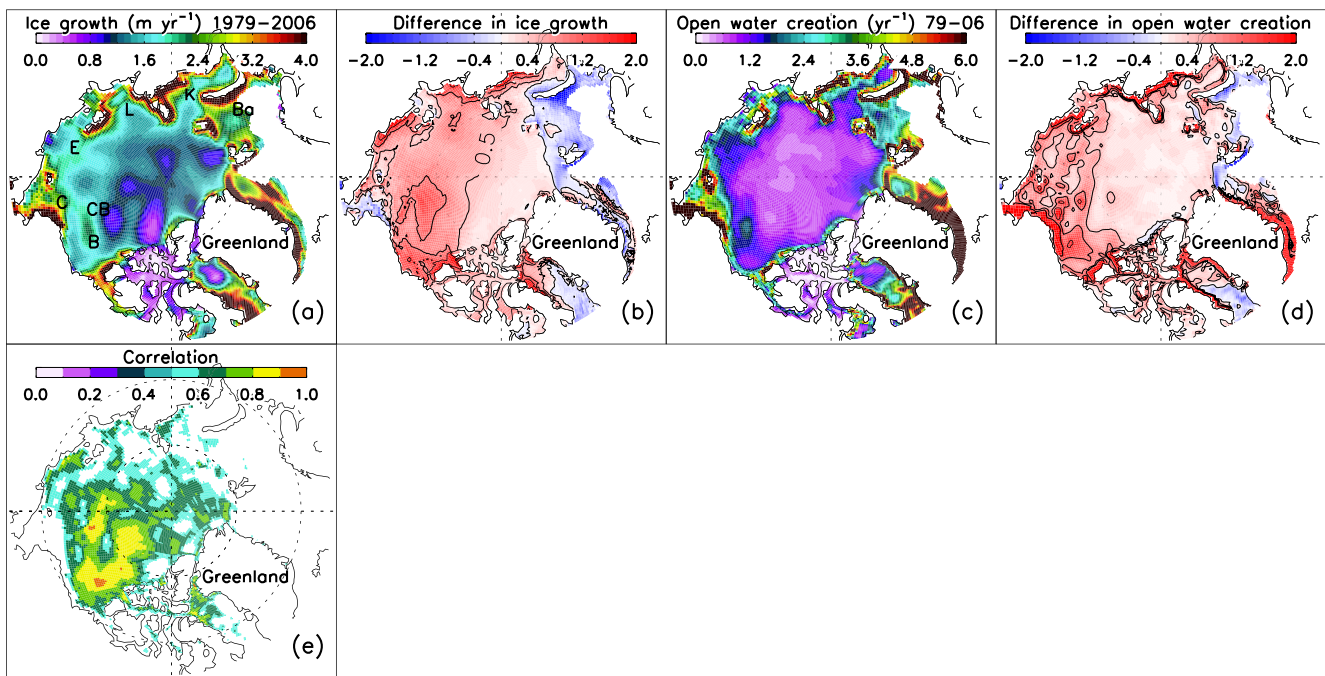 Ice growth (m yr⁻¹) 1979−2006
0.0 0.8 1.6 2.4 3.2 4.0
L
K
Ba
E
C
CB
B
Greenland
(a)
Difference in ice growth
−2.0 −1.2 −0.4 0.4 1.2 2.0
0.5
Greenland
(b)
Open water creation (yr⁻¹) 79−06
0.0 1.2 2.4 3.6 4.8 6.0
Greenland
(c)
Difference in open water creation
−2.0 −1.2 −0.4 0.4 1.2 2.0
Greenland
(d)
Correlation
0.0 0.2 0.4 0.6 0.8 1.0
Greenland
(e)